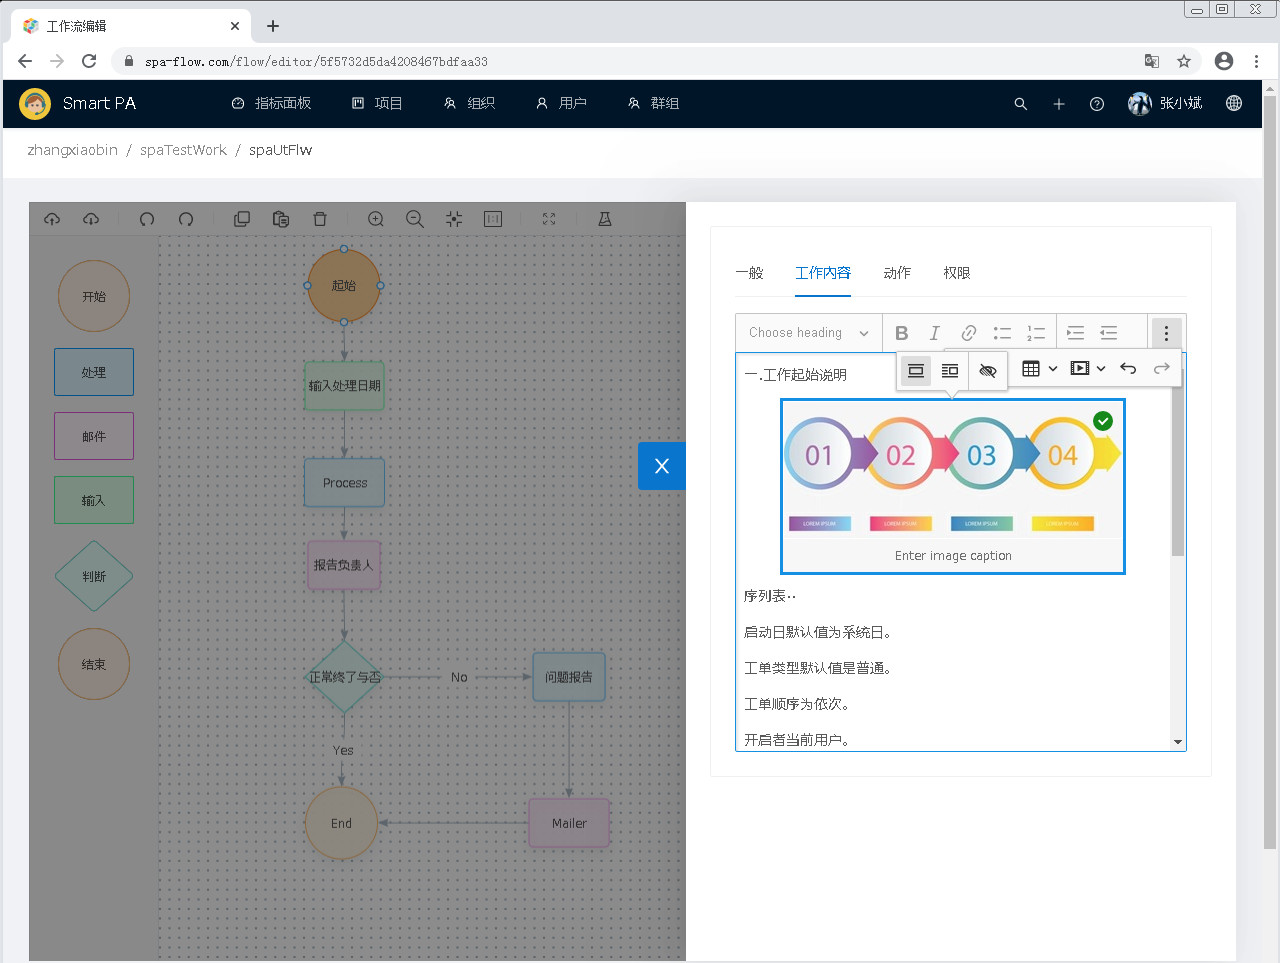 工作流编辑
spa-flow.com/flow/editor/5f5732d5da4208467bdfaa33
Smart PA 指标面板 项目 组织 用户 群组 张小斌
zhangxiaobin / spaTestWork / spaUtFlw
开始
处理
邮件
输入
判断
结束
起始
输入处理日期
Process
报告负责人
正常终了与否
No
问题报告
Yes
End
Mailer
X
一般 工作内容 动作 权限
Choose heading B I
一.工作起始说明
01 02 03 04
LOREM IPSUM LOREM IPSUM LOREM IPSUM LOREM IPSUM
Enter image caption
序列表··
启动日默认值为系统日。
工单类型默认值是普通。
工单顺序为依次。
开启者当前用户。